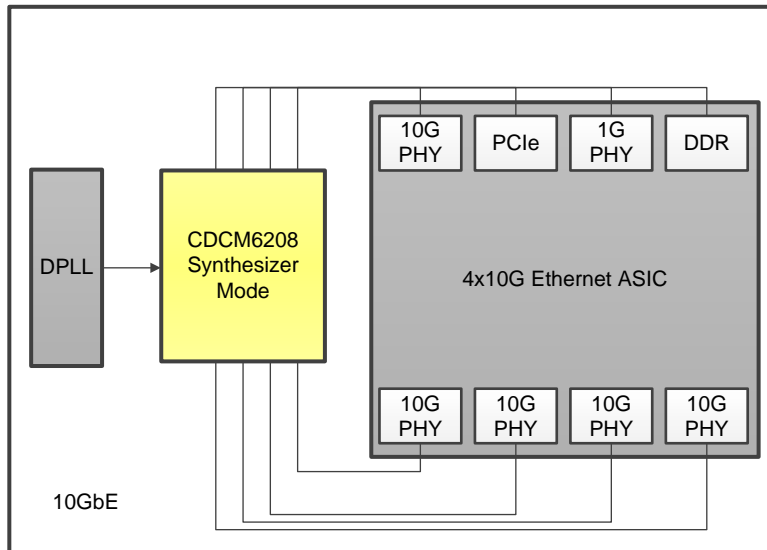 10G
PHY
PCIe
1G
PHY
DDR
DPLL
CDCM6208
Synthesizer
Mode
4x10G Ethernet ASIC
10G
PHY
10G
PHY
10G
PHY
10G
PHY
10GbE